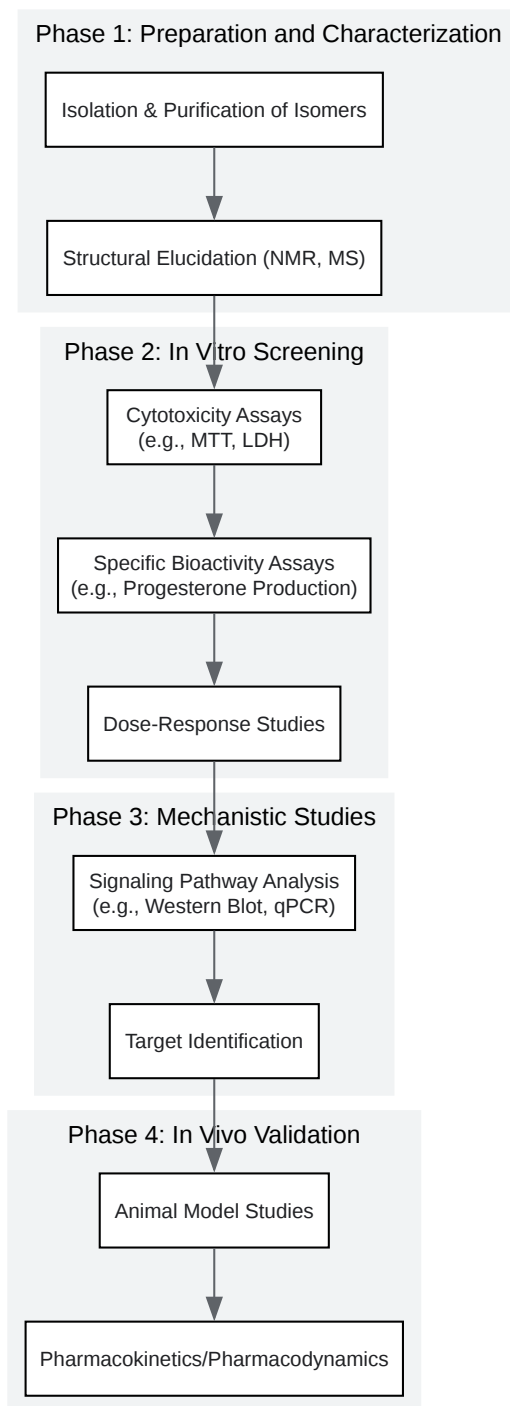 Phase 1: Preparation and Characterization
Isolation & Purification of Isomers
Structural Elucidation (NMR, MS)
Phase 2: In Vitro Screening
Cytotoxicity Assays
(e.g., MTT, LDH)
Specific Bioactivity Assays
(e.g., Progesterone Production)
Dose-Response Studies
Phase 3: Mechanistic Studies
Signaling Pathway Analysis
(e.g., Western Blot, qPCR)
Target Identification
Phase 4: In Vivo Validation
Animal Model Studies
Pharmacokinetics/Pharmacodynamics